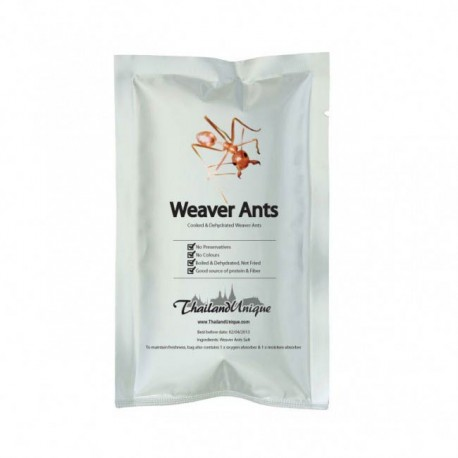 Weaver Ants
Cooked & Dehydrated Weaver Ants
No Preservatives
No Colours
Boiled & Dehydrated, Not Fried
Good source of protein & Fiber
ThailandUnique
www.ThailandUnique.com
Best before date:
Ingredients: Weaver Ants Salt
To maintain freshness, bag also contains 1 x oxygen absorber & 1 x moisture absorber